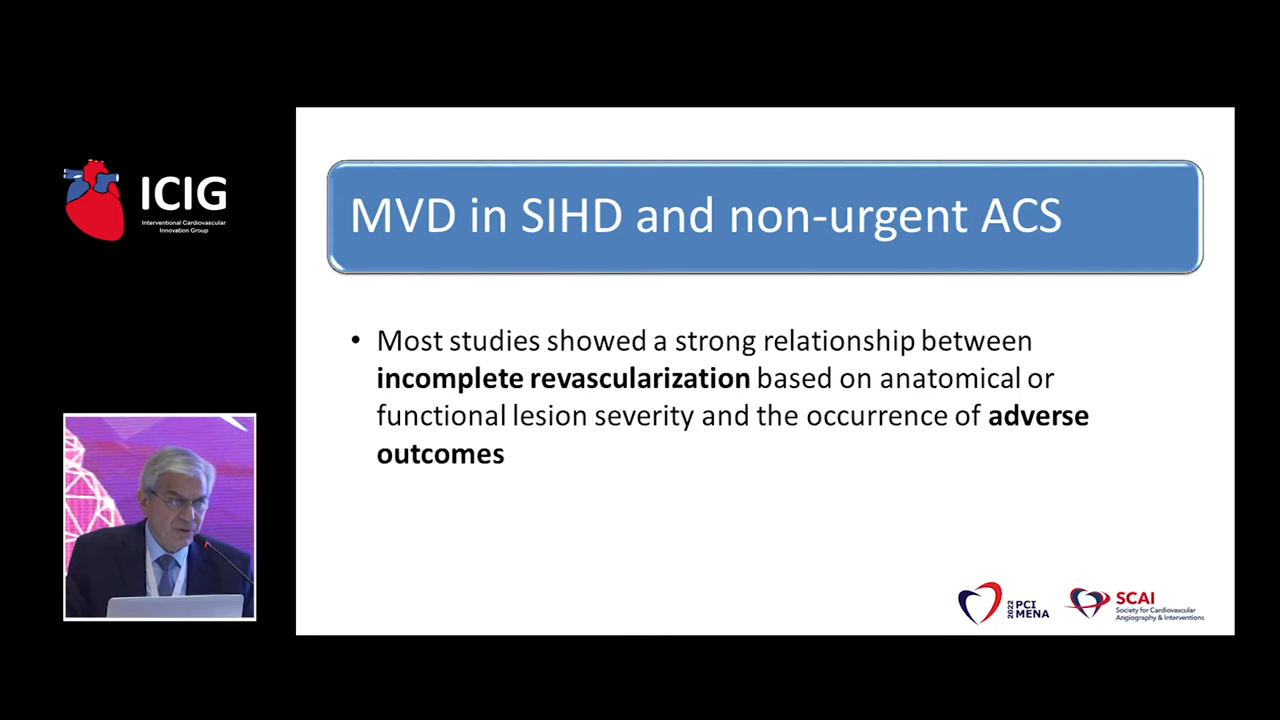 ICIG
Interventional Cardiovascular
Innovation Group
MVD in SIHD and non-urgent ACS
• Most studies showed a strong relationship between
incomplete revascularization based on anatomical or
functional lesion severity and the occurrence of adverse
outcomes
2022 PCI
MENA
SCAI
Society for Cardiovascular
Angiography & Interventions